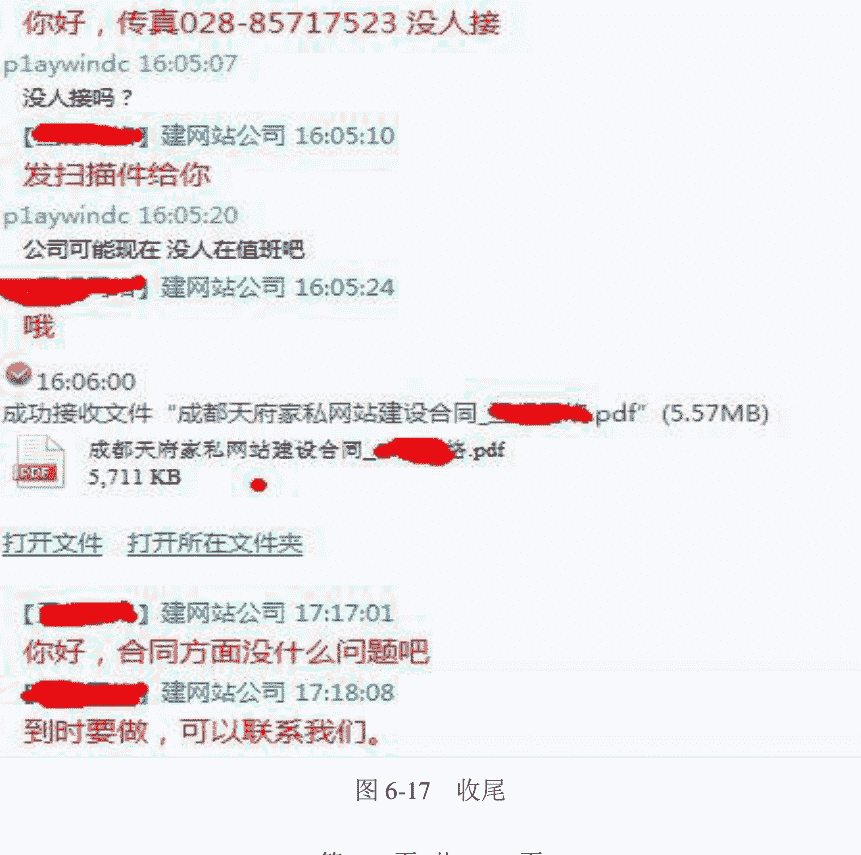 你好，传真028-85717523 没人接
p1aywindc 16:05:07
没人接吗？
【 】建网站公司 16:05:10
发扫描件给你
p1aywindc 16:05:20
公司可能现在 没人在值班吧
】建网站公司 16:05:24
哦
16:06:00
成功接收文件“成都天府家私网站建设合同_ .pdf” (5.57MB)
成都天府家私网站建设合同_ 络.pdf
PDF
5,711 KB
打开文件 打开所在文件夹
【 】建网站公司 17:17:01
你好，合同方面没什么问题吧
】建网站公司 17:18:08
到时要做，可以联系我们。
图 6-17 收尾